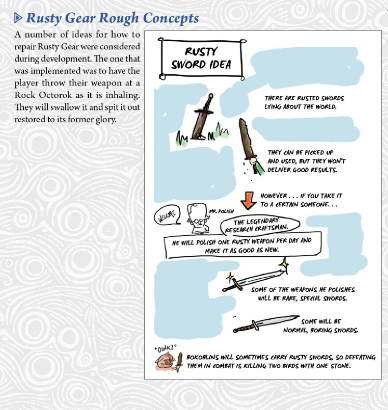 Rusty Gear Rough Concepts
A number of ideas for how to
repair Rusty Gear were considered
during development. The one that
was implemented was to have the
player throw their weapon at a
Rock Octorok as it is inhaling.
They will swallow it and spit it out
restored to its former glory.
RUSTY
SWORD IDEA
THERE ARE RUSTED SWORDS
LYING ABOUT THE WORLD.
THEY CAN BE PICKED UP
AND USED, BUT THEY WON'T
DELIVER GOOD RESULTS.
HOWEVER . . . IF YOU TAKE IT
TO A CERTAIN SOMEONE . . .
MR. POLISH
THE LEGENDARY
RESEARCH CRAFTSMAN.
HE WILL POLISH ONE RUSTY WEAPON PER DAY AND
MAKE IT AS GOOD AS NEW.
SOME OF THE WEAPONS HE POLISHES
WILL BE RARE, SPECIAL SWORDS.
SOME WILL BE
NORMAL, BORING SWORDS.
"OINK?"
BOKOBLINS WILL SOMETIMES CARRY RUSTY SWORDS, SO DEFEATING
THEM IN COMBAT IS KILLING TWO BIRDS WITH ONE STONE.